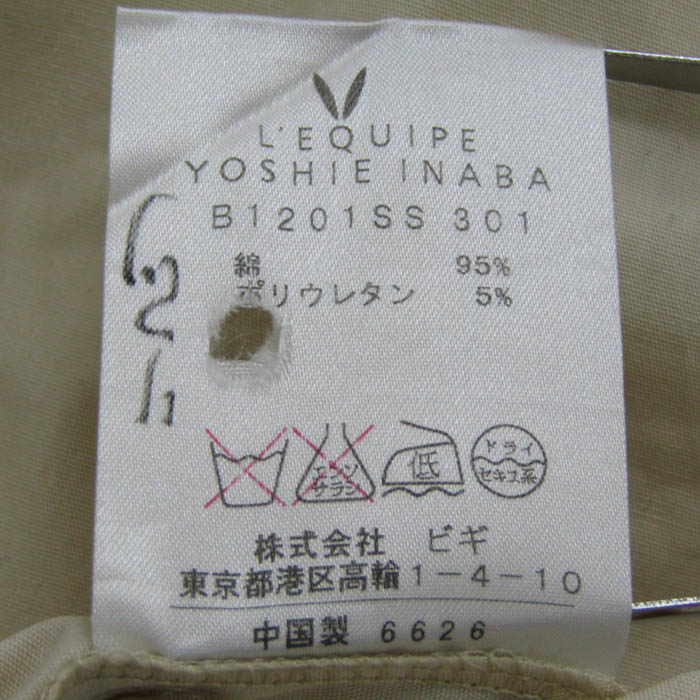 L'EQUIPE
YOSHIE INABA
B1201SS 301
綿 95%
ポリウレタン 5%
エンソサラシ
低
ドライ
セキユ系
株式会社 ビギ
東京都港区高輪1-4-10
中国製 6626